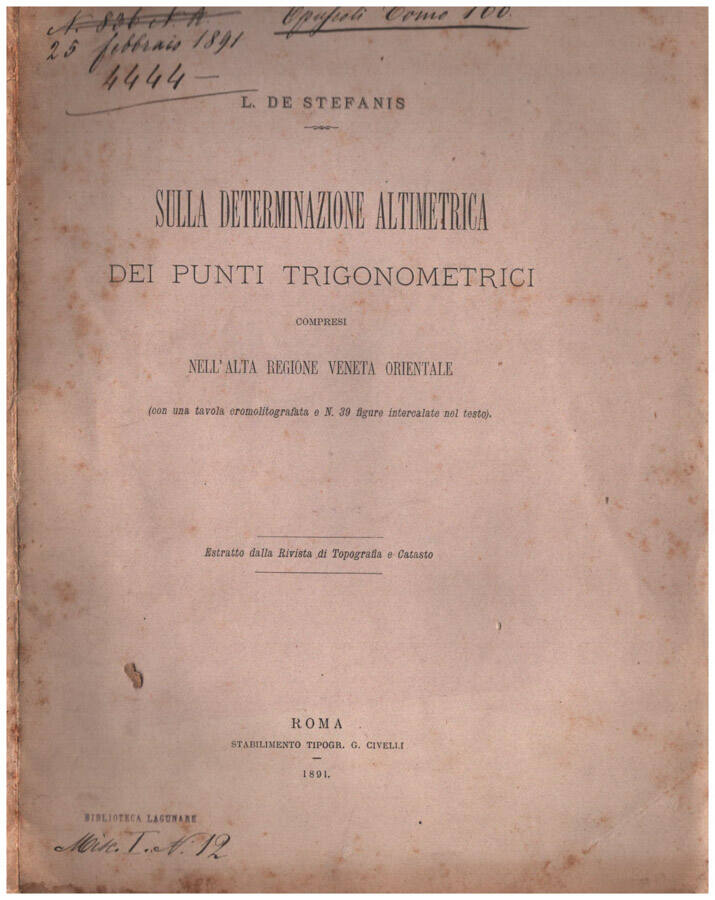 N. 836 N. A.
Opuscoli Tomo 100.
25 febbraio 1891
4444 —
L. DE STEFANIS
SULLA DETERMINAZIONE ALTIMETRICA
DEI PUNTI TRIGONOMETRICI
COMPRESI
NELL'ALTA REGIONE VENETA ORIENTALE
(con una tavola cromolitografata e N. 39 figure intercalate nel testo).
Estratto dalla Rivista di Topografia e Catasto
ROMA
STABILIMENTO TIPOGR. G. CIVELLI
1891.
BIBLIOTECA LAGUNARE
Misc. I. N. 12